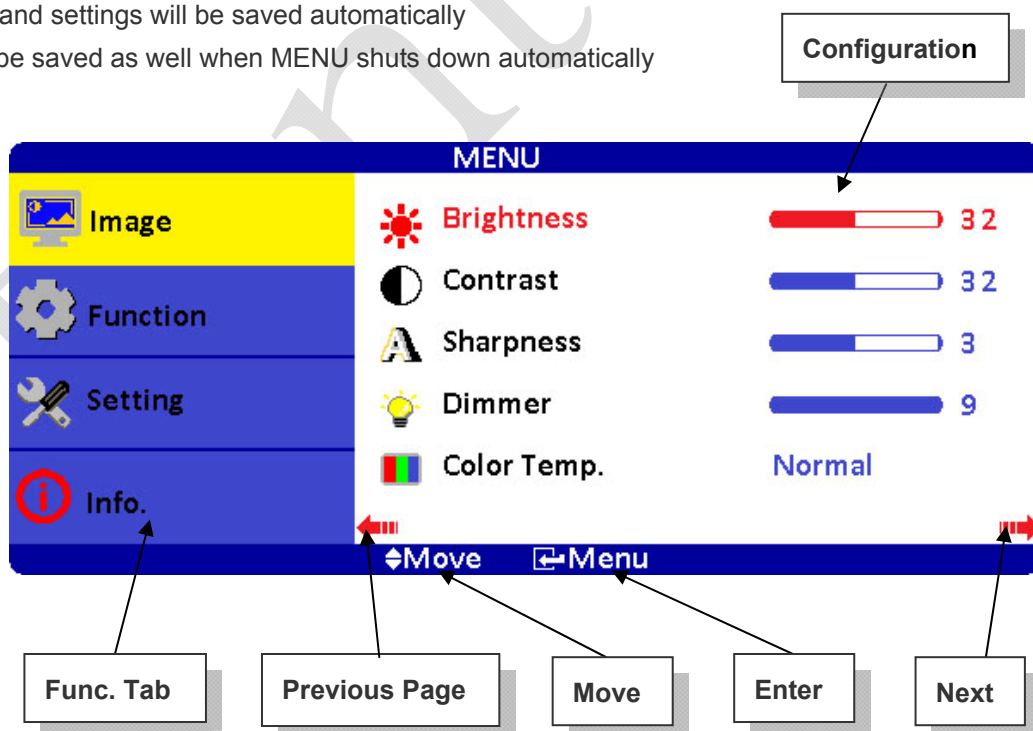 and settings will be saved automatically
be saved as well when MENU shuts down automatically
Configuration
MENU
Image
Function
Setting
Info.
Brightness 32
Contrast 32
Sharpness 3
Dimmer 9
Color Temp. Normal
Move Menu
Func. Tab
Previous Page
Move
Enter
Next